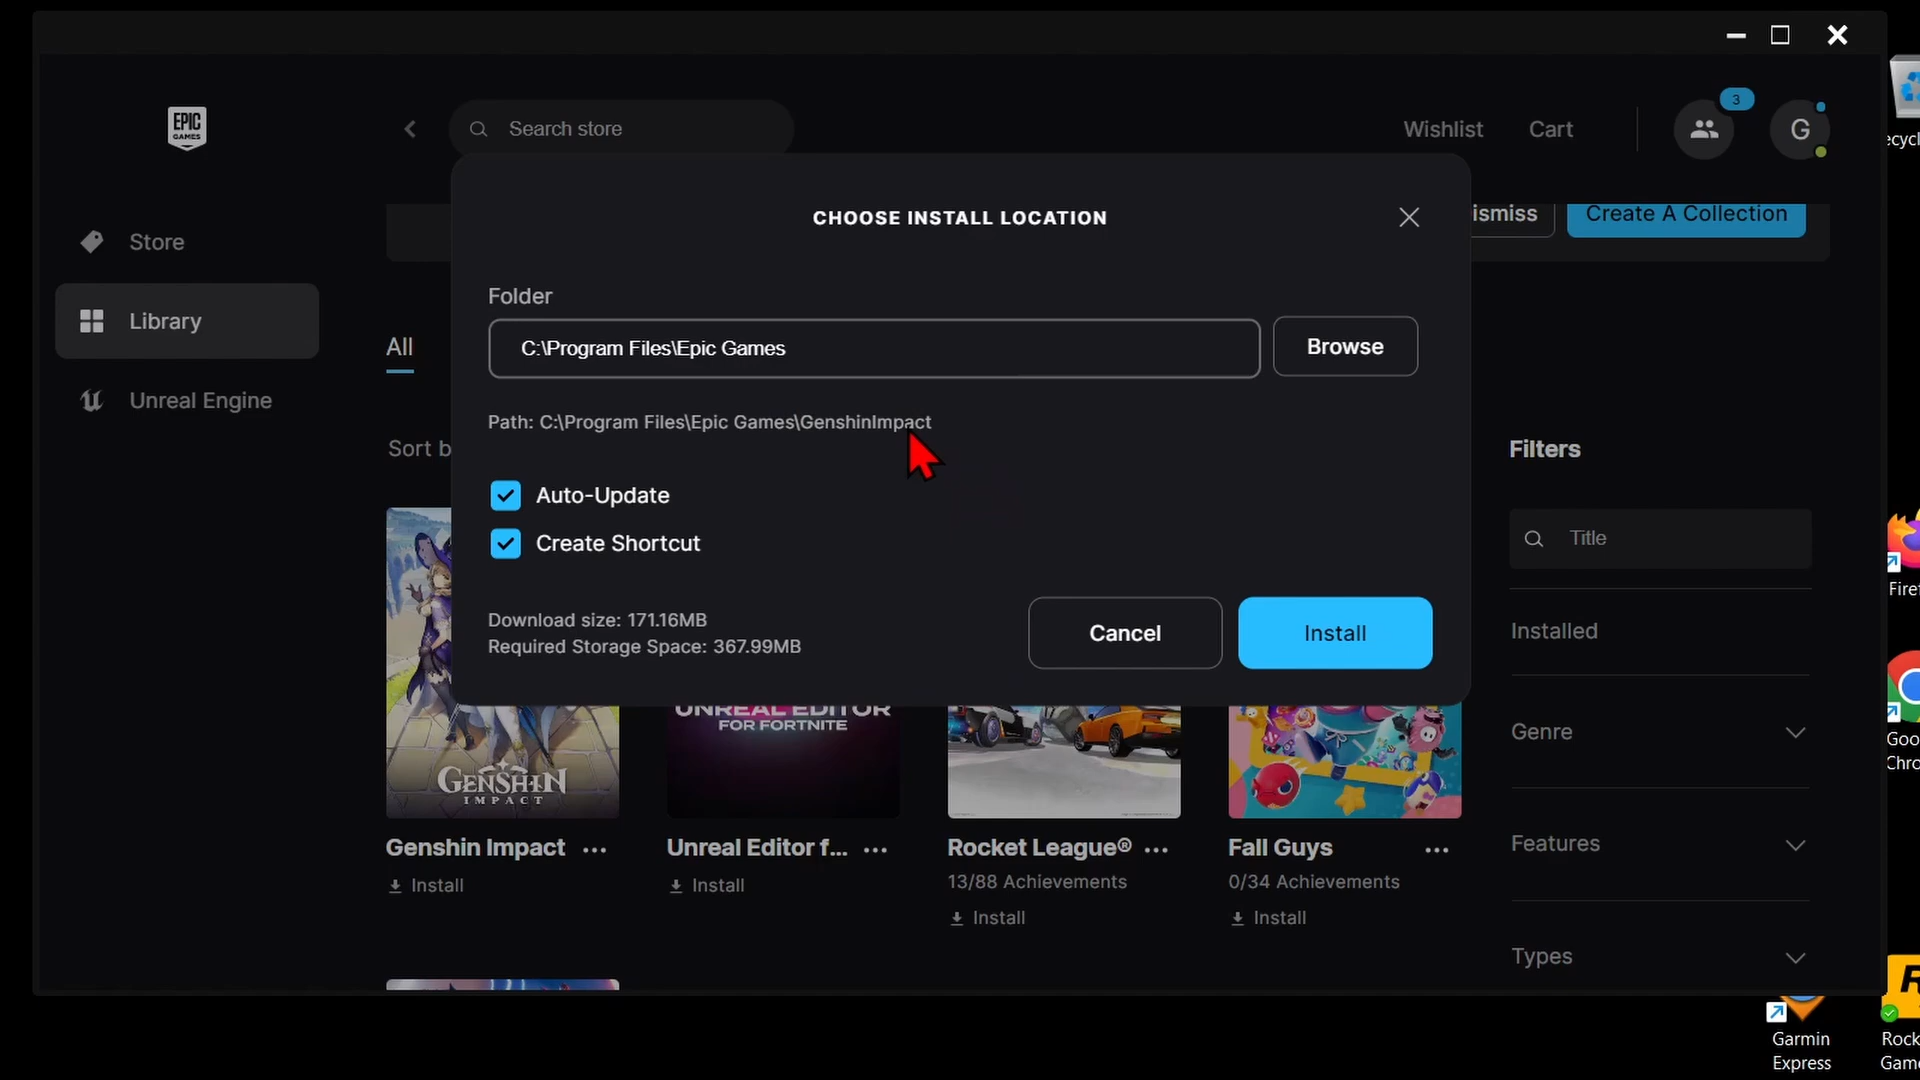 EPIC
GAMES
Search store
Wishlist
Cart
3
G
Store
Library
Unreal Engine
CHOOSE INSTALL LOCATION
ismiss
Create A Collection
Folder
C:\Program Files\Epic Games
Browse
Path: C:\Program Files\Epic Games\GenshinImpact
Auto-Update
Create Shortcut
Download size: 171.16MB
Required Storage Space: 367.99MB
Cancel
Install
All
Sort b
Filters
Title
Installed
Genre
Features
Types
GENSHIN
IMPACT
UNREAL EDITOR
FOR FORTNITE
Genshin Impact ...
Install
Unreal Editor f... ...
Install
Rocket League® ...
13/88 Achievements
Install
Fall Guys ...
0/34 Achievements
Install
ecycl
Firef
Goo
Chro
Garmin
Express
R
Rock
Game